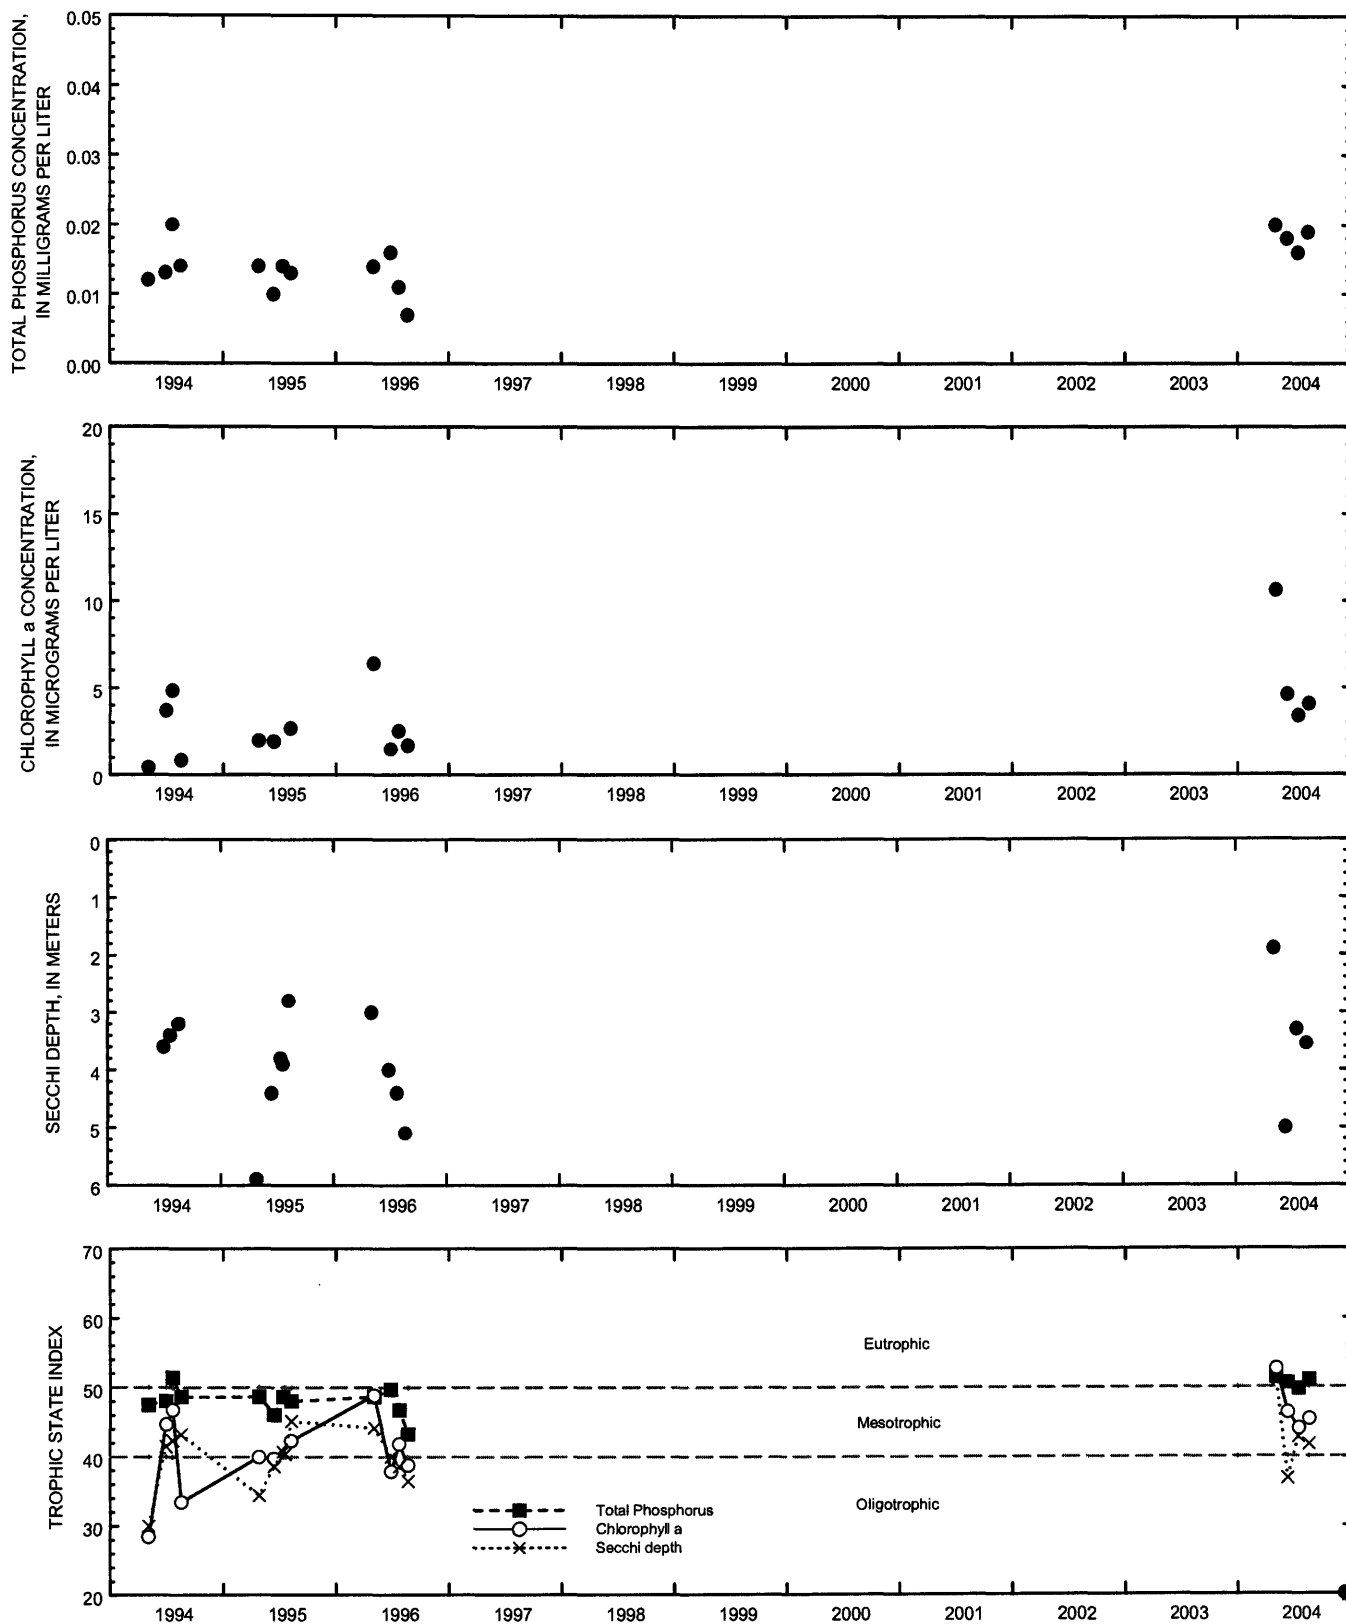 TOTAL PHOSPHORUS CONCENTRATION,
IN MILLIGRAMS PER LITER
0.05
0.04
0.03
0.02
0.01
0.00
1994 1995 1996 1997 1998 1999 2000 2001 2002 2003 2004
CHLOROPHYLL a CONCENTRATION,
IN MICROGRAMS PER LITER
20
15
10
5
0
1994 1995 1996 1997 1998 1999 2000 2001 2002 2003 2004
SECCHI DEPTH, IN METERS
0
1
2
3
4
5
6
1994 1995 1996 1997 1998 1999 2000 2001 2002 2003 2004
TROPHIC STATE INDEX
70
60
50
40
30
20
Eutrophic
Mesotrophic
Oligotrophic
Total Phosphorus
Chlorophyll a
Secchi depth
1994 1995 1996 1997 1998 1999 2000 2001 2002 2003 2004